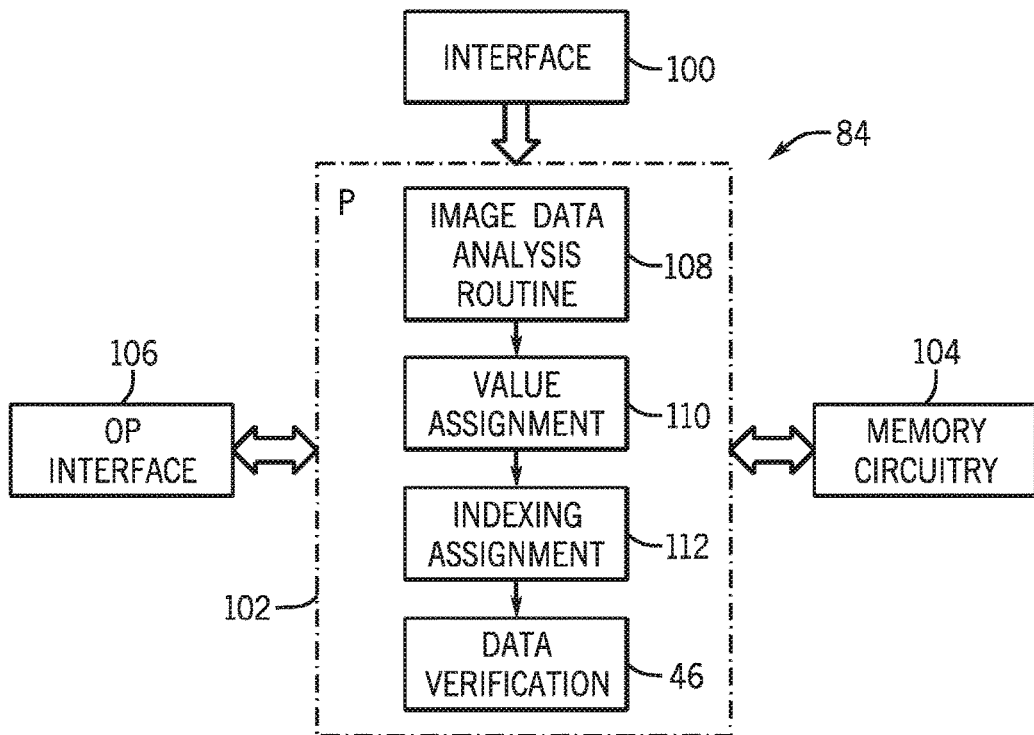 INTERFACE
100
84
P
IMAGE DATA
ANALYSIS
ROUTINE
108
106
OP
INTERFACE
VALUE
ASSIGNMENT
110
104
MEMORY
CIRCUITRY
INDEXING
ASSIGNMENT
112
102
DATA
VERIFICATION
46